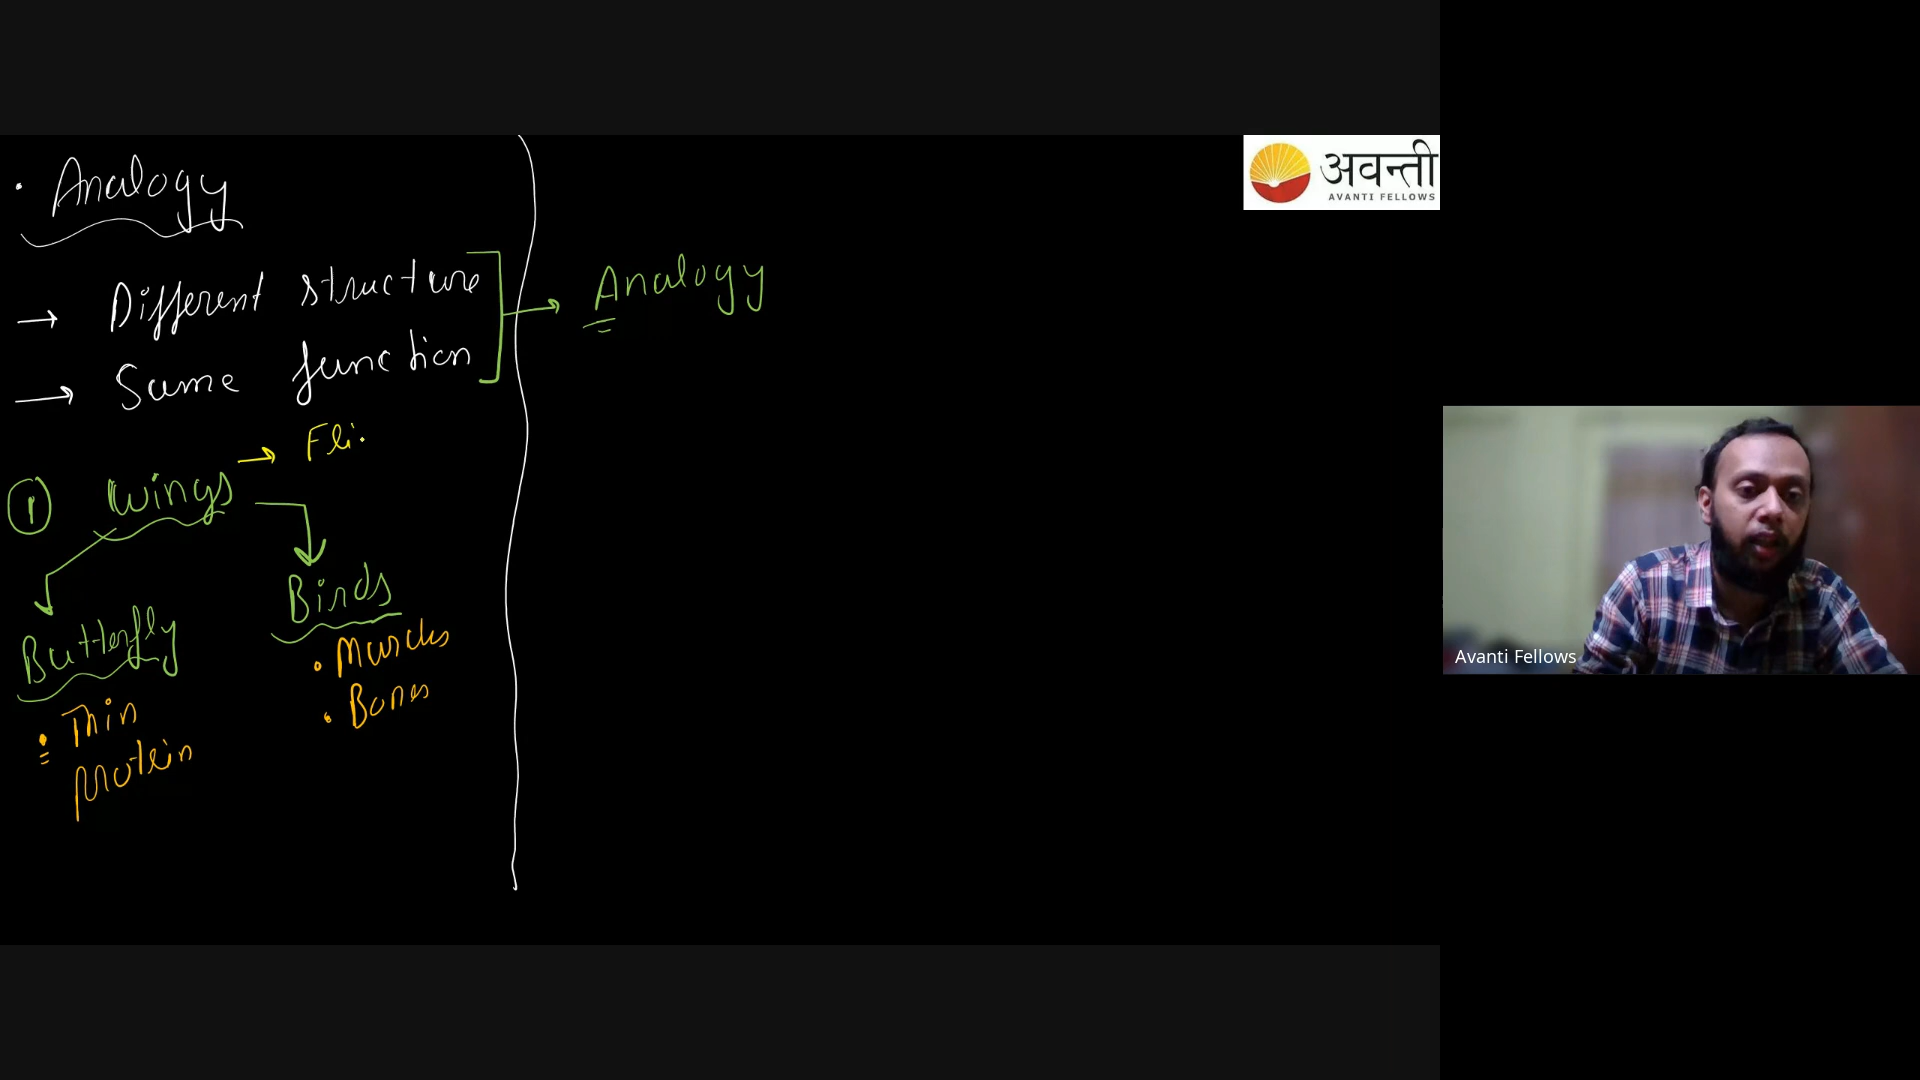 • Analogy
→ Different structure
→ Same function
→ Analogy
① Wings → Fli.
Butterfly
Birds
• Thin
Protein
• Muscles
• Bones
अवन्ती
AVANTI FELLOWS
Avanti Fellows